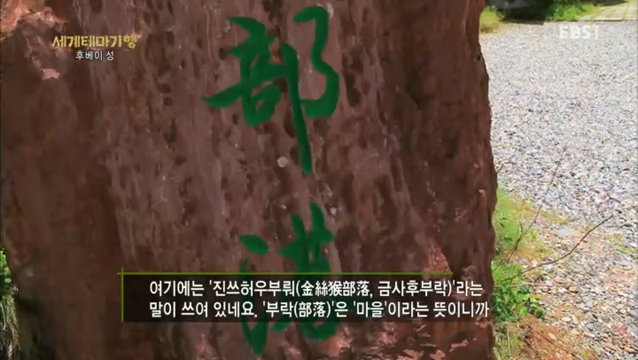 세계테마기행
후베이 성
EBS1
部
落
여기에는 '진쓰허우부뤄(金絲猴部落, 금사후부락)'라는
말이 쓰여 있네요, '부락(部落)'은 '마을'이라는 뜻이니까